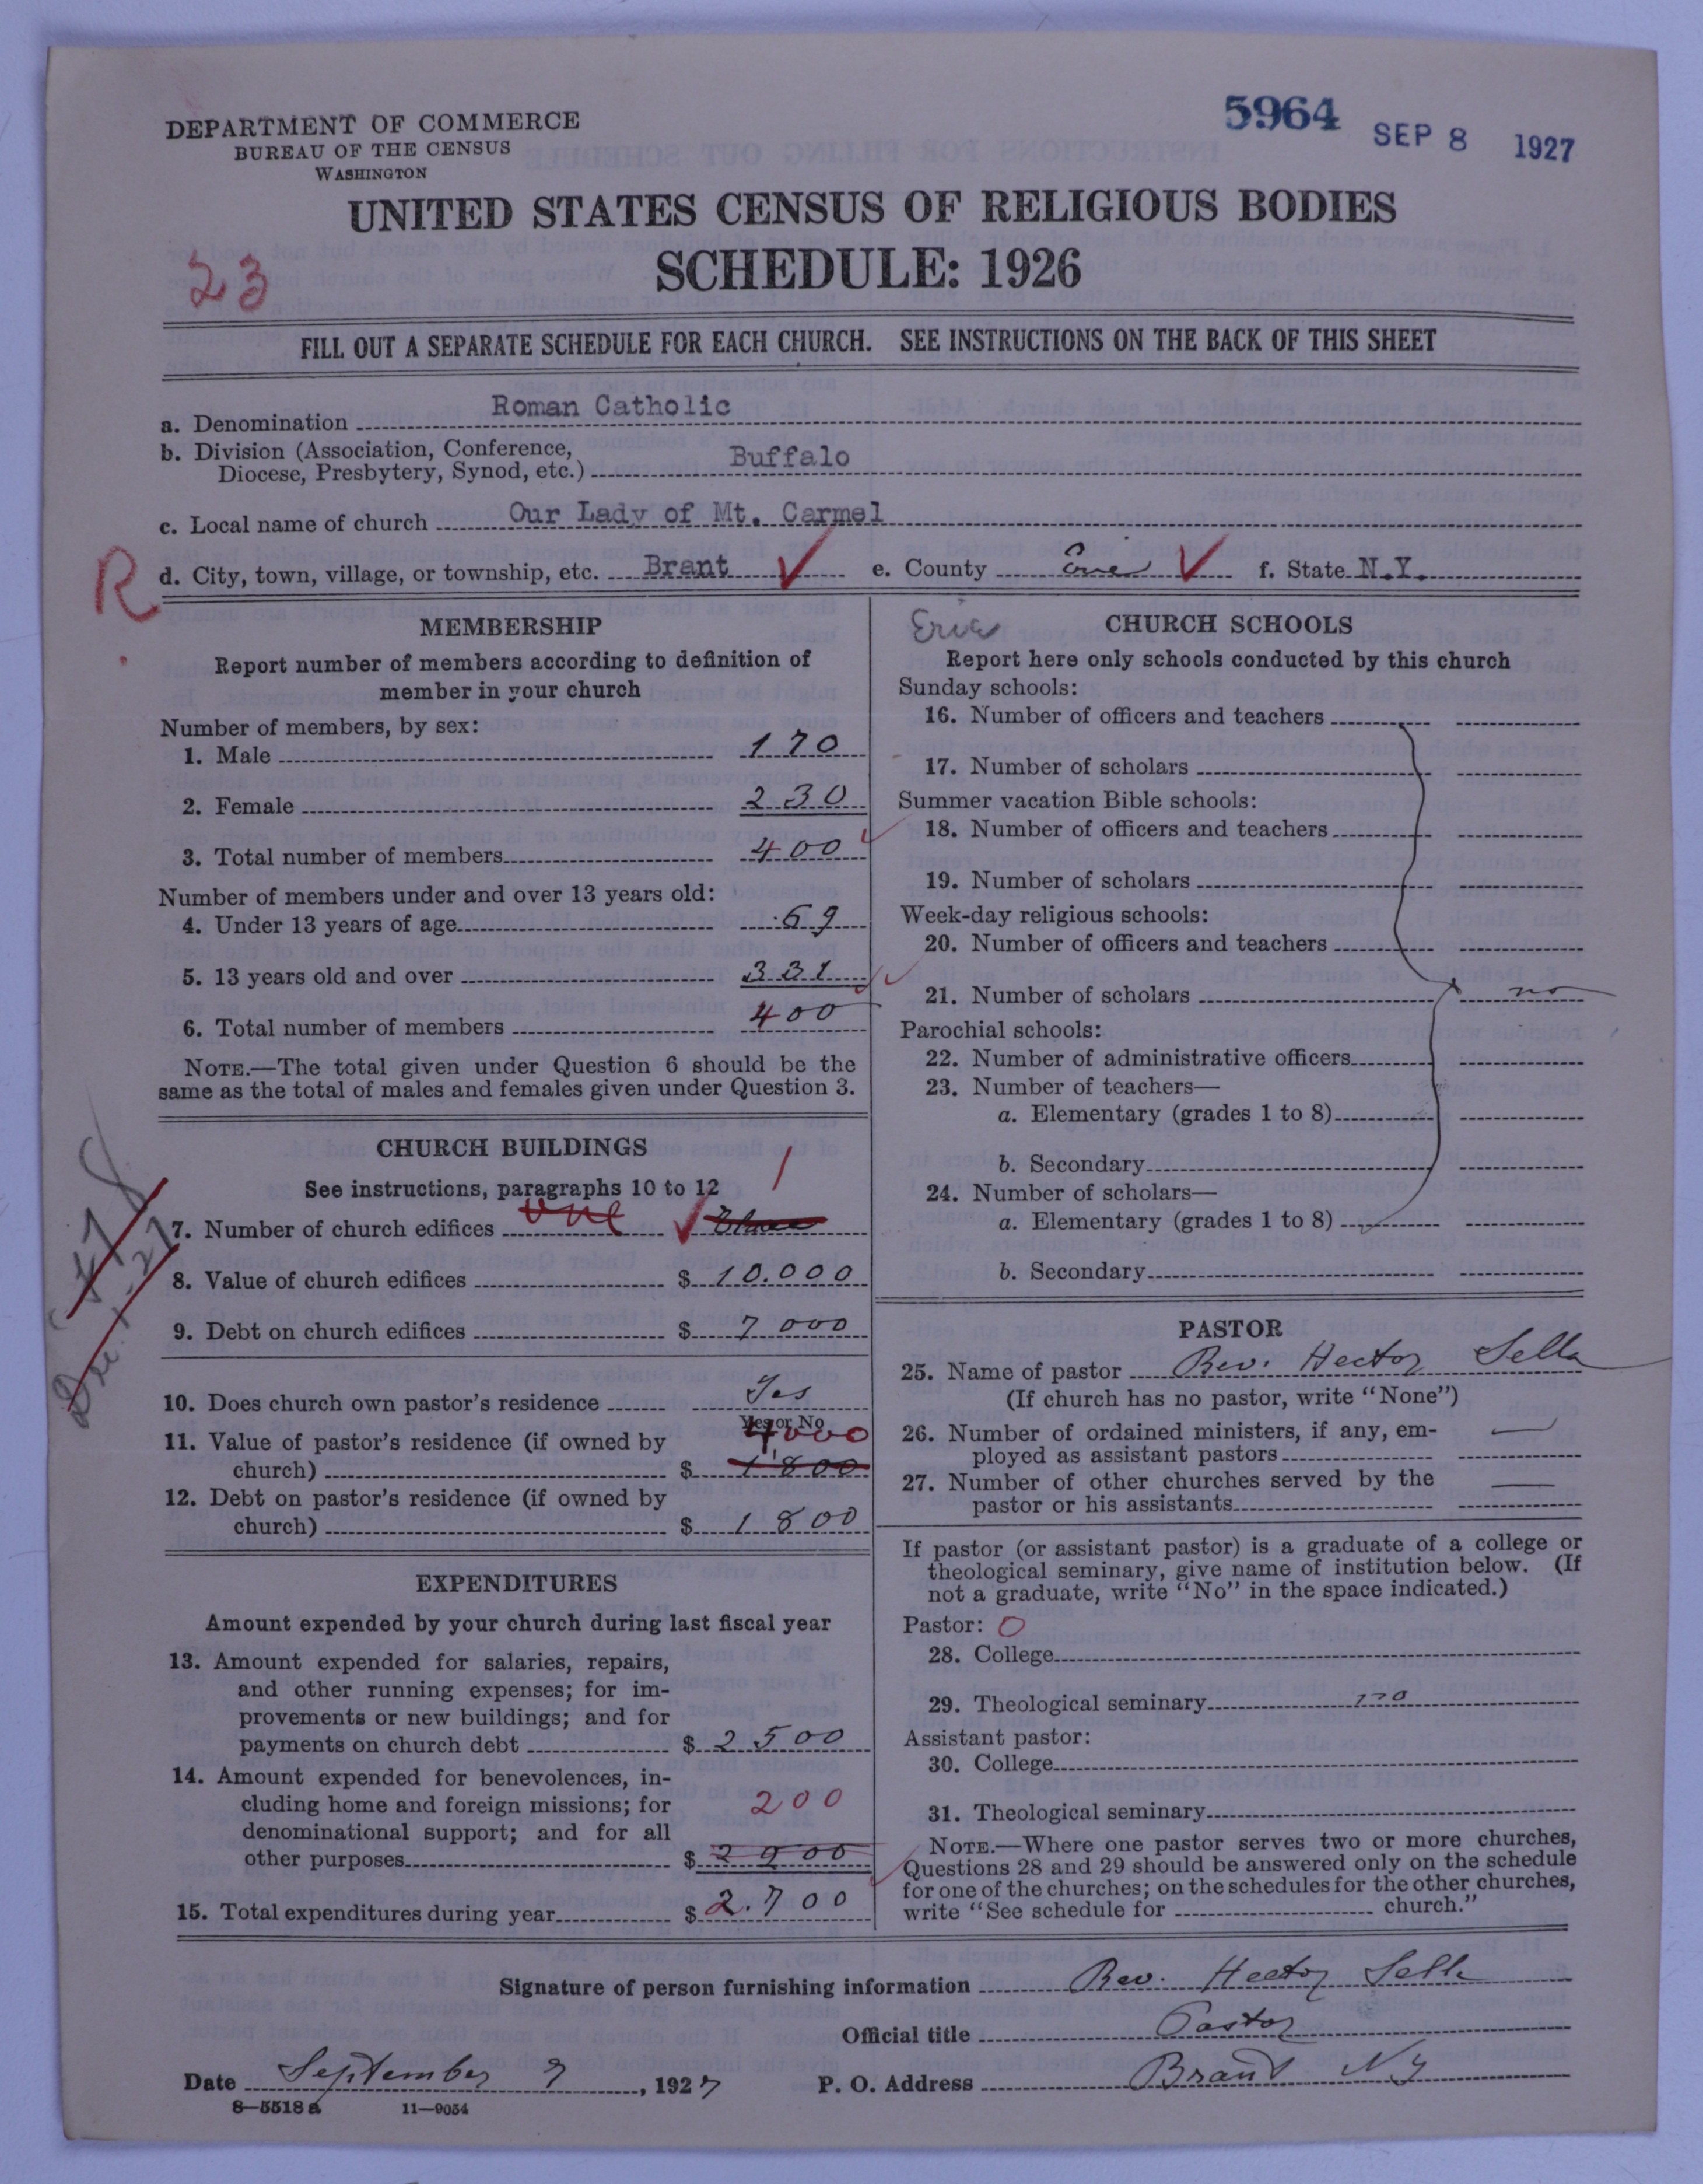 5964 SEP 8 1927
DEPARTMENT OF COMMERCE
BUREAU OF THE CENSUS
WASHINGTON
UNITED STATES CENSUS OF RELIGIOUS BODIES
SCHEDULE: 1926
23
FILL OUT A SEPARATE SCHEDULE FOR EACH CHURCH. SEE INSTRUCTIONS ON THE BACK OF THIS SHEET
a. Denomination Roman Catholic
b. Division (Association, Conference,
Diocese, Presbytery, Synod, etc.) Buffalo
c. Local name of church Our Lady of Mt. Carmel
R d. City, town, village, or township, etc. Brant e. County Erie f. State N.Y.
MEMBERSHIP
Report number of members according to definition of
member in your church
Number of members, by sex:
1. Male 170
2. Female 230
3. Total number of members 400
Number of members under and over 13 years old:
4. Under 13 years of age 69
5. 13 years old and over 331
6. Total number of members 400
NOTE.—The total given under Question 6 should be the
same as the total of males and females given under Question 3.
CHURCH BUILDINGS
See instructions, paragraphs 10 to 12
1
7. Number of church edifices one
8. Value of church edifices $ 10.000
9. Debt on church edifices $ 7000
10. Does church own pastor's residence Yes
Yes or No
11. Value of pastor's residence (if owned by 4000
church) $ 1800
12. Debt on pastor's residence (if owned by
church) $ 1800
EXPENDITURES
Amount expended by your church during last fiscal year
13. Amount expended for salaries, repairs,
and other running expenses; for im-
provements or new buildings; and for
payments on church debt $ 2500
14. Amount expended for benevolences, in-
cluding home and foreign missions; for 200
denominational support; and for all
other purposes $
15. Total expenditures during year $ 2.700
Erie
CHURCH SCHOOLS
Report here only schools conducted by this church
Sunday schools:
16. Number of officers and teachers
17. Number of scholars
Summer vacation Bible schools:
18. Number of officers and teachers
19. Number of scholars
Week-day religious schools:
20. Number of officers and teachers
21. Number of scholars no
Parochial schools:
22. Number of administrative officers
23. Number of teachers—
a. Elementary (grades 1 to 8)
b. Secondary
24. Number of scholars—
a. Elementary (grades 1 to 8)
b. Secondary
PASTOR
25. Name of pastor Rev. Hector Sella
(If church has no pastor, write "None")
26. Number of ordained ministers, if any, em-
ployed as assistant pastors —
27. Number of other churches served by the
pastor or his assistants —
If pastor (or assistant pastor) is a graduate of a college or
theological seminary, give name of institution below. (If
not a graduate, write "No" in the space indicated.)
Pastor: O
28. College
29. Theological seminary no
Assistant pastor:
30. College
31. Theological seminary
NOTE.—Where one pastor serves two or more churches,
Questions 28 and 29 should be answered only on the schedule
for one of the churches; on the schedules for the other churches,
write "See schedule for church."
Signature of person furnishing information Rev. Hector Sella
Official title Pastor
Date September 7, 1927 P. O. Address Brant NY
8—5518 a 11—9054